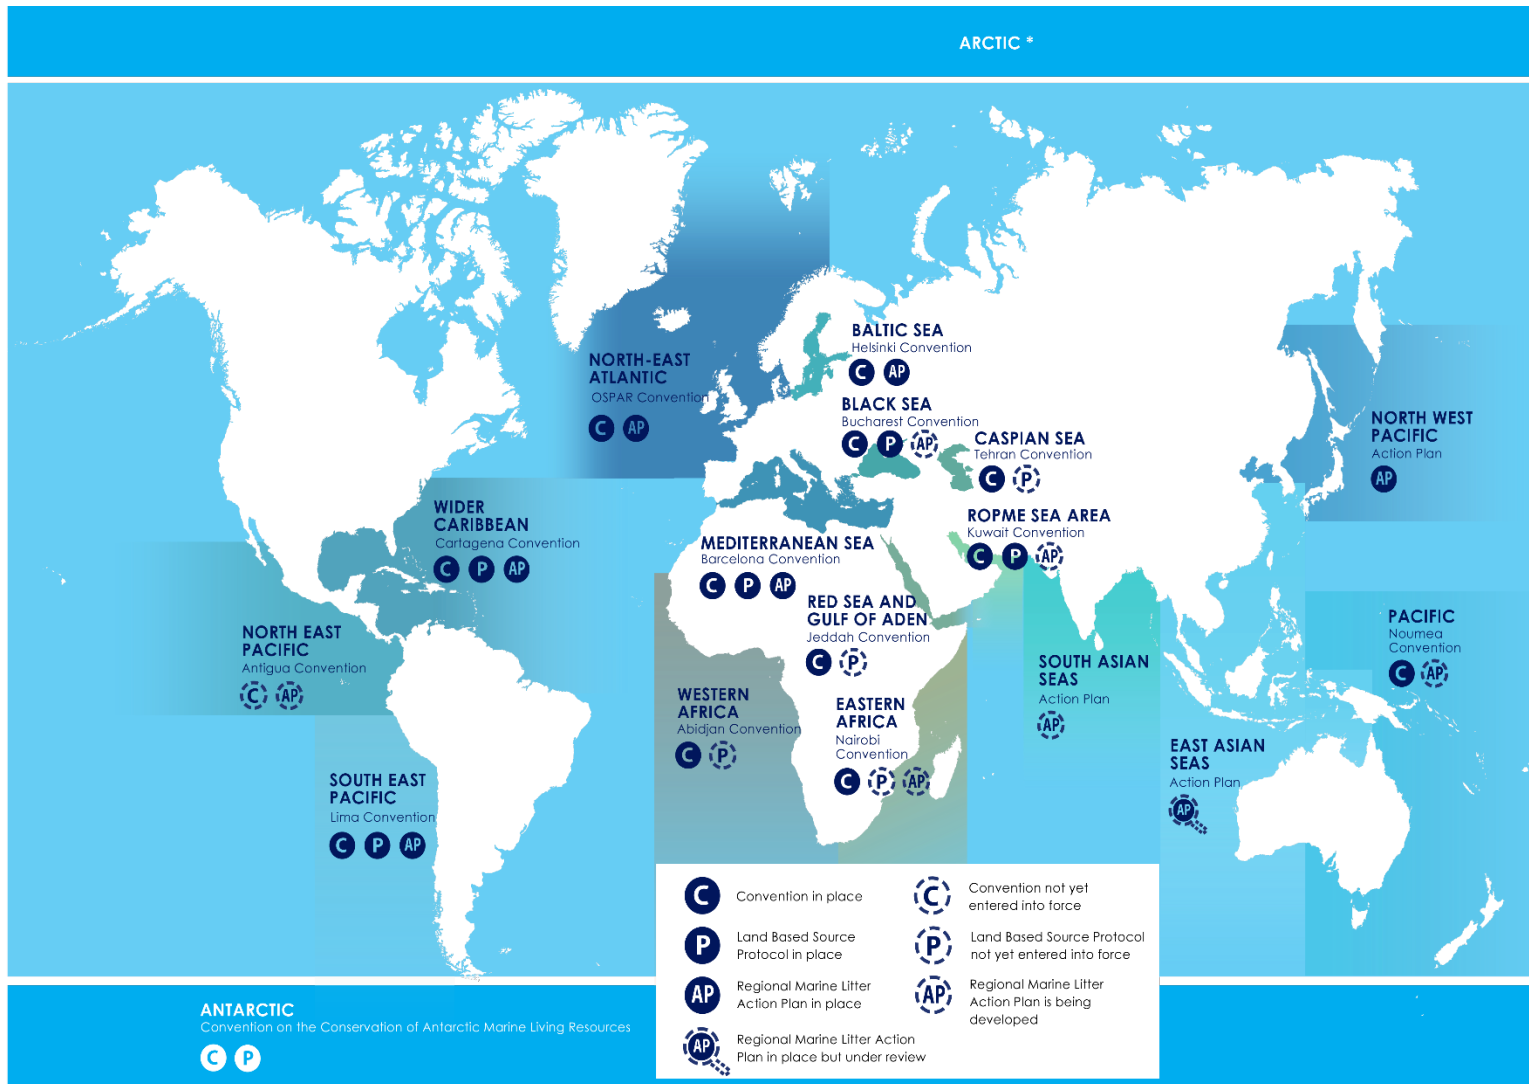 ARCTIC *
BALTIC SEA
Helsinki Convention
C AP
NORTH-EAST
ATLANTIC
OSPAR Convention
C AP
BLACK SEA
Bucharest Convention
C P AP
CASPIAN SEA
Tehran Convention
C P
NORTH WEST
PACIFIC
Action Plan
AP
WIDER
CARIBBEAN
Cartagena Convention
C P AP
ROPME SEA AREA
Kuwait Convention
C P AP
MEDITERRANEAN SEA
Barcelona Convention
C P AP
RED SEA AND
GULF OF ADEN
Jeddah Convention
C P
NORTH EAST
PACIFIC
Antigua Convention
C AP
PACIFIC
Noumea
Convention
C AP
SOUTH ASIAN
SEAS
Action Plan
AP
WESTERN
AFRICA
Abidjan Convention
C P
EASTERN
AFRICA
Nairobi
Convention
C P AP
EAST ASIAN
SEAS
Action Plan
AP
SOUTH EAST
PACIFIC
Lima Convention
C P AP
C Convention in place
C Convention not yet
entered into force
P Land Based Source
Protocol in place
P Land Based Source Protocol
not yet entered into force
AP Regional Marine Litter
Action Plan in place
AP Regional Marine Litter
Action Plan is being
developed
AP Regional Marine Litter Action
Plan in place but under review
ANTARCTIC
Convention on the Conservation of Antarctic Marine Living Resources
C P